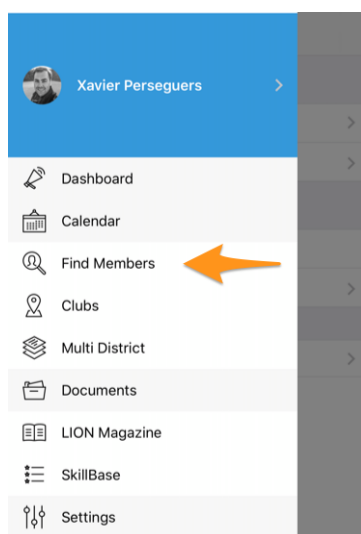 Xavier Perseguers
Dashboard
Calendar
Find Members
Clubs
Multi District
Documents
LION Magazine
SkillBase
Settings